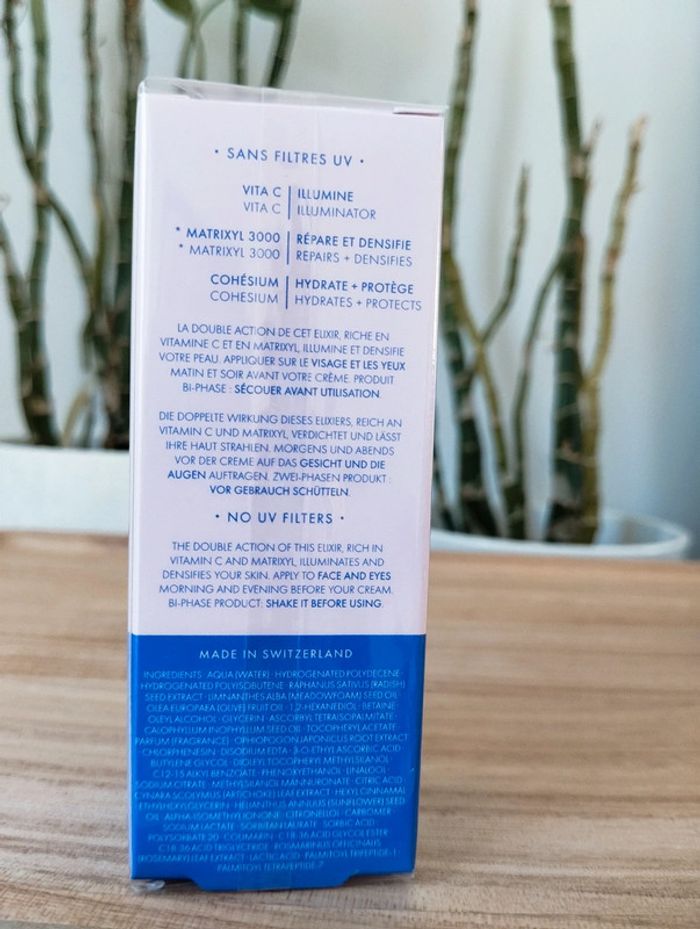 • SANS FILTRES UV •
VITA C | ILLUMINE
VITA C | ILLUMINATOR
* MATRIXYL 3000 | RÉPARE ET DENSIFIE
* MATRIXYL 3000 | REPAIRS + DENSIFIES
COHÉSIUM | HYDRATE + PROTÈGE
COHESIUM | HYDRATES + PROTECTS
LA DOUBLE ACTION DE CET ELIXIR, RICHE EN
VITAMINE C ET EN MATRIXYL, ILLUMINE ET DENSIFIE
VOTRE PEAU. APPLIQUER SUR LE VISAGE ET LES YEUX
MATIN ET SOIR AVANT VOTRE CRÈME. PRODUIT
BI-PHASE : SÉCOUER AVANT UTILISATION.
DIE DOPPELTE WIRKUNG DIESES ELIXIERS, REICH AN
VITAMIN C UND MATRIXYL, VERDICHTET UND LÄSST
IHRE HAUT STRAHLEN. MORGENS UND ABENDS
VOR DER CREME AUF DAS GESICHT UND DIE
AUGEN AUFTRAGEN. ZWEI-PHASEN PRODUKT :
VOR GEBRAUCH SCHÜTTELN.
• NO UV FILTERS •
THE DOUBLE ACTION OF THIS ELIXIR, RICH IN
VITAMIN C AND MATRIXYL, ILLUMINATES AND
DENSIFIES YOUR SKIN. APPLY TO FACE AND EYES
MORNING AND EVENING BEFORE YOUR CREAM.
BI-PHASE PRODUCT: SHAKE IT BEFORE USING.
MADE IN SWITZERLAND
INGREDIENTS : AQUA (WATER) · HYDROGENATED POLYDECENE ·
HYDROGENATED POLYISOBUTENE · RAPHANUS SATIVUS (RADISH)
SEED EXTRACT · LIMNANTHES ALBA (MEADOWFOAM) SEED OIL ·
OLEA EUROPAEA (OLIVE) FRUIT OIL · 1,2-HEXANEDIOL · BETAINE ·
OLEYL ALCOHOL · GLYCERIN · ASCORBYL TETRAISOPALMITATE ·
CALOPHYLLUM INOPHYLLUM SEED OIL · TOCOPHERYL ACETATE ·
PARFUM (FRAGRANCE) · OPHIOPOGON JAPONICUS ROOT EXTRACT
· CHLORPHENESIN · DISODIUM EDTA · 3-O-ETHYL ASCORBIC ACID ·
BUTYLENE GLYCOL · DIOLEYL TOCOPHERYL METHYLSILANOL ·
C12-15 ALKYL BENZOATE · PHENOXYETHANOL · LINALOOL ·
SODIUM CITRATE · METHYLSILANOL MANNURONATE · CITRIC ACID ·
CYNARA SCOLYMUS (ARTICHOKE) LEAF EXTRACT · HEXYL CINNAMAL
· ETHYLHEXYLGLYCERIN · HELIANTHUS ANNUUS (SUNFLOWER) SEED
OIL · ALPHA-ISOMETHYL IONONE · CITRONELLOL · CARBOMER ·
SODIUM LACTATE · SORBITAN LAURATE · SORBIC ACID ·
POLYSORBATE 20 · COUMARIN · C18-36 ACID GLYCOL ESTER ·
C18-36 ACID TRIGLYCERIDE · ROSMARINUS OFFICINALIS
(ROSEMARY) LEAF EXTRACT · LACTIC ACID · PALMITOYL TRIPEPTIDE-1 ·
PALMITOYL TETRAPEPTIDE-7